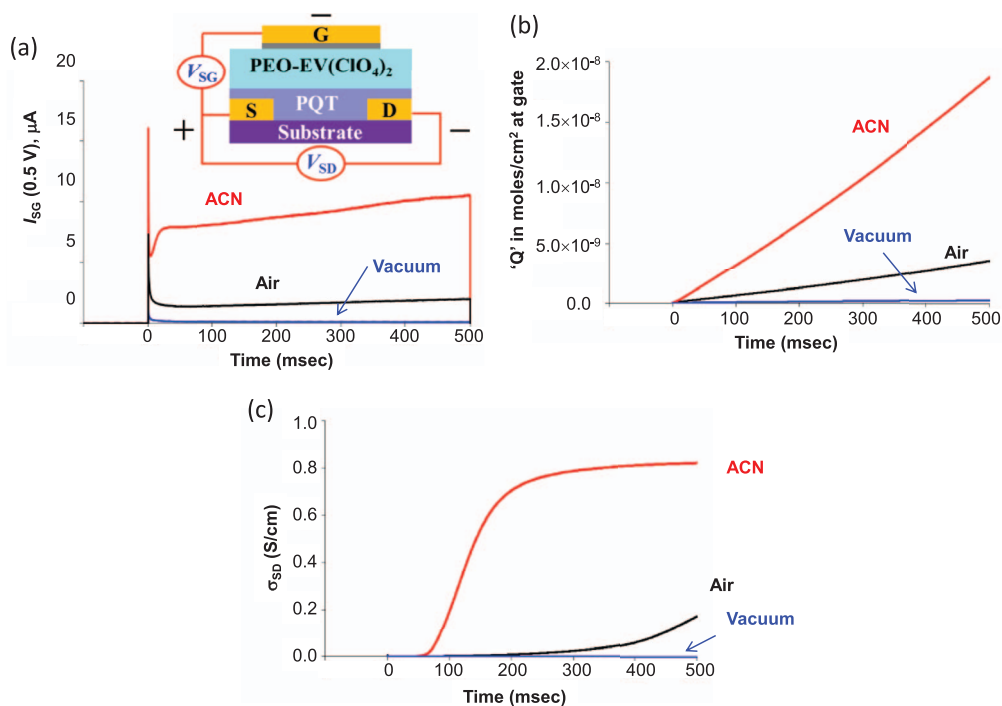 (a)
20
15
10
5
0
I_SG (0.5 V), μA
−
G
V_SG
PEO-EV(ClO₄)₂
S
PQT
D
+
−
Substrate
V_SD
ACN
Vacuum
Air
0 100 200 300 400 500
Time (msec)
(b)
2.0×10⁻⁸
1.5×10⁻⁸
1.0×10⁻⁸
5.0×10⁻⁹
0.0
'Q' in moles/cm² at gate
ACN
Vacuum
Air
0 100 200 300 400 500
Time (msec)
(c)
1.0
0.8
0.6
0.4
0.2
0.0
σ_SD (S/cm)
ACN
Air
Vacuum
0 100 200 300 400 500
Time (msec)